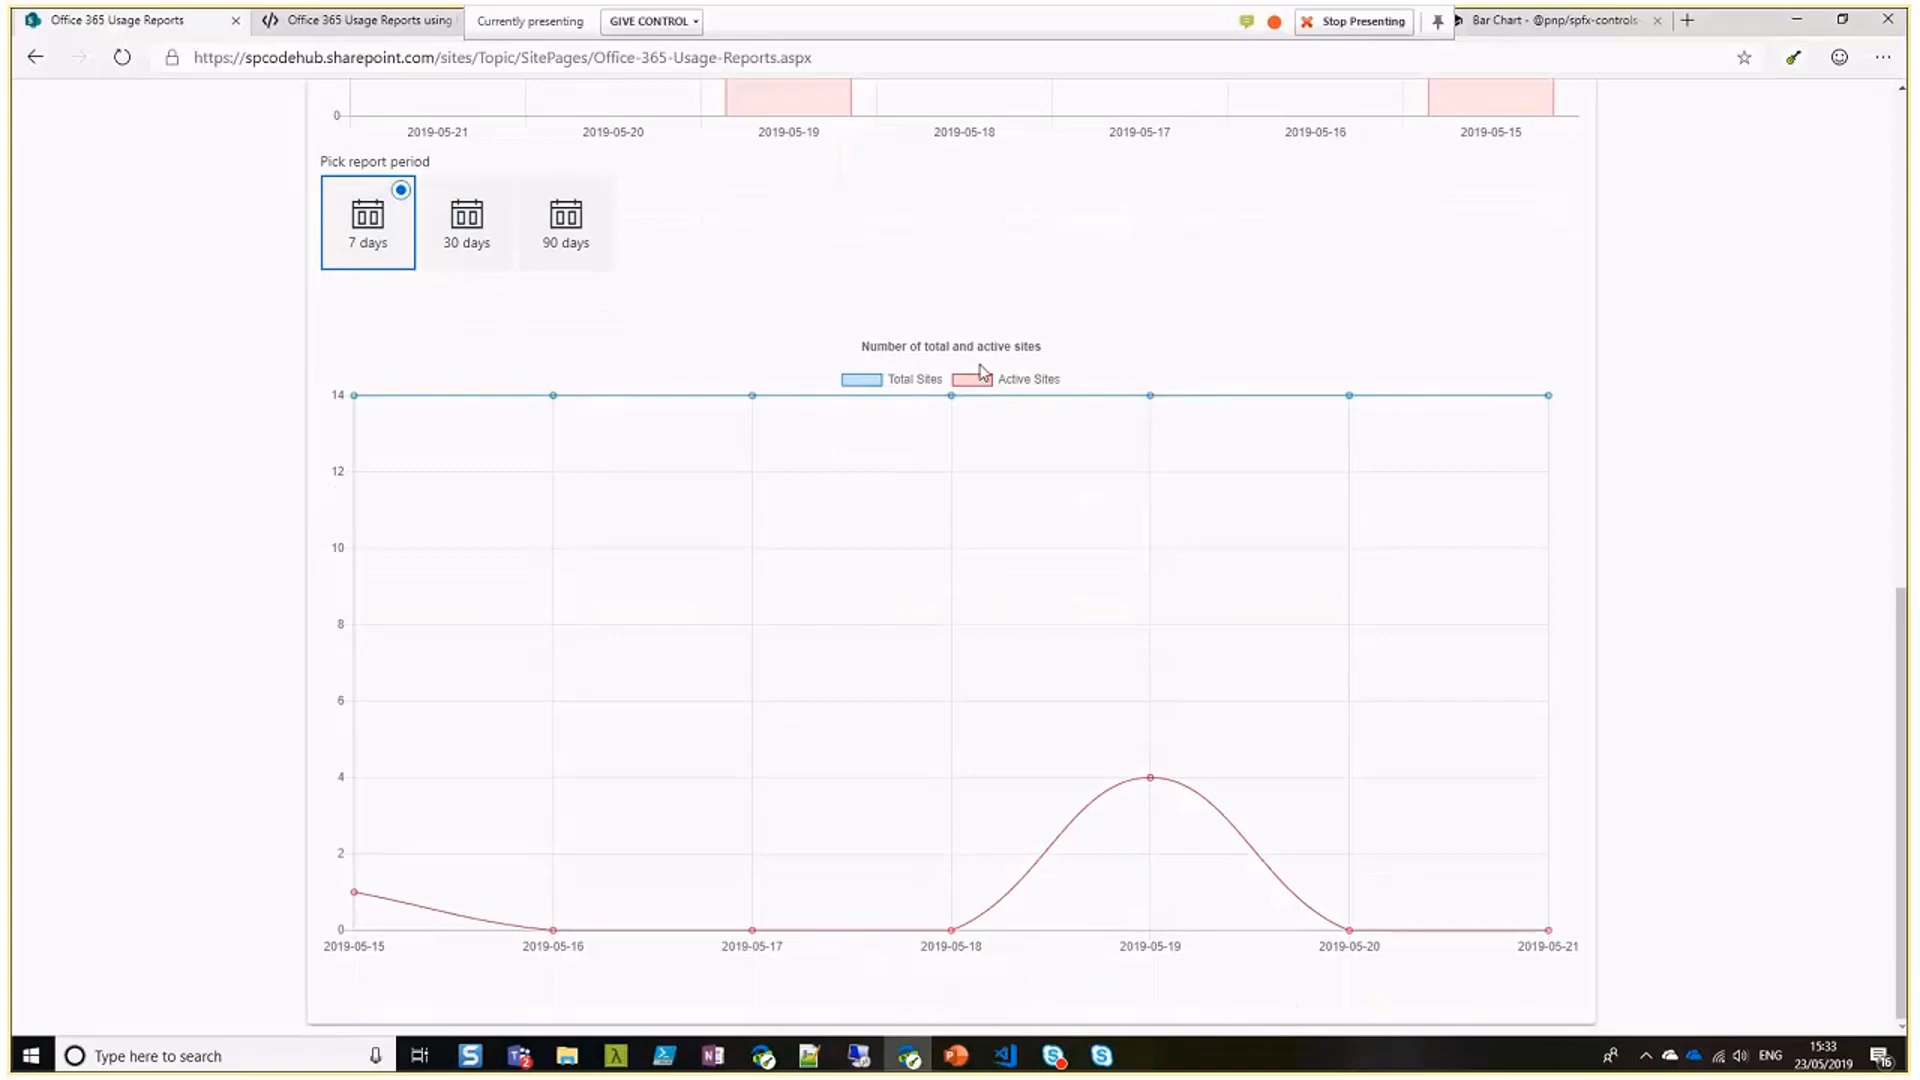 Office 365 Usage Reports
Office 365 Usage Reports using
Currently presenting
GIVE CONTROL
Stop Presenting
Bar Chart - @pnp/spfx-controls-
https://spcodehub.sharepoint.com/sites/Topic/SitePages/Office-365-Usage-Reports.aspx
0
2019-05-21 2019-05-20 2019-05-19 2019-05-18 2019-05-17 2019-05-16 2019-05-15
Pick report period
7 days 30 days 90 days
Number of total and active sites
Total Sites Active Sites
14
12
10
8
6
4
2
0
2019-05-15 2019-05-16 2019-05-17 2019-05-18 2019-05-19 2019-05-20 2019-05-21
Type here to search
ENG
15:33
23/05/2019
16